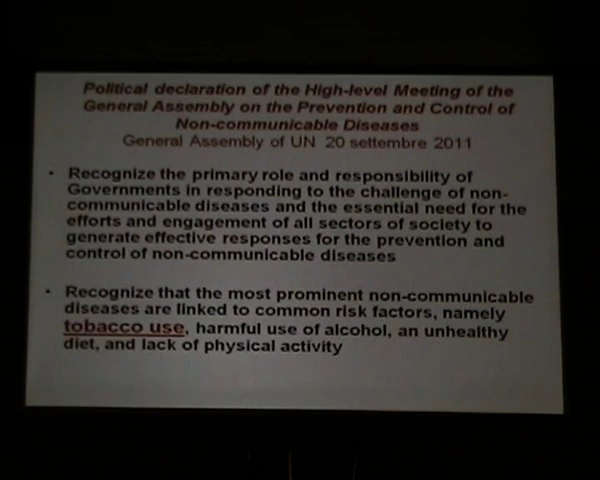 Political declaration of the High-level Meeting of the
General Assembly on the Prevention and Control of
Non-communicable Diseases
General Assembly of UN 20 settembre 2011
• Recognize the primary role and responsibility of
Governments in responding to the challenge of non-
communicable diseases and the essential need for the
efforts and engagement of all sectors of society to
generate effective responses for the prevention and
control of non-communicable diseases
• Recognize that the most prominent non-communicable
diseases are linked to common risk factors, namely
tobacco use, harmful use of alcohol, an unhealthy
diet, and lack of physical activity